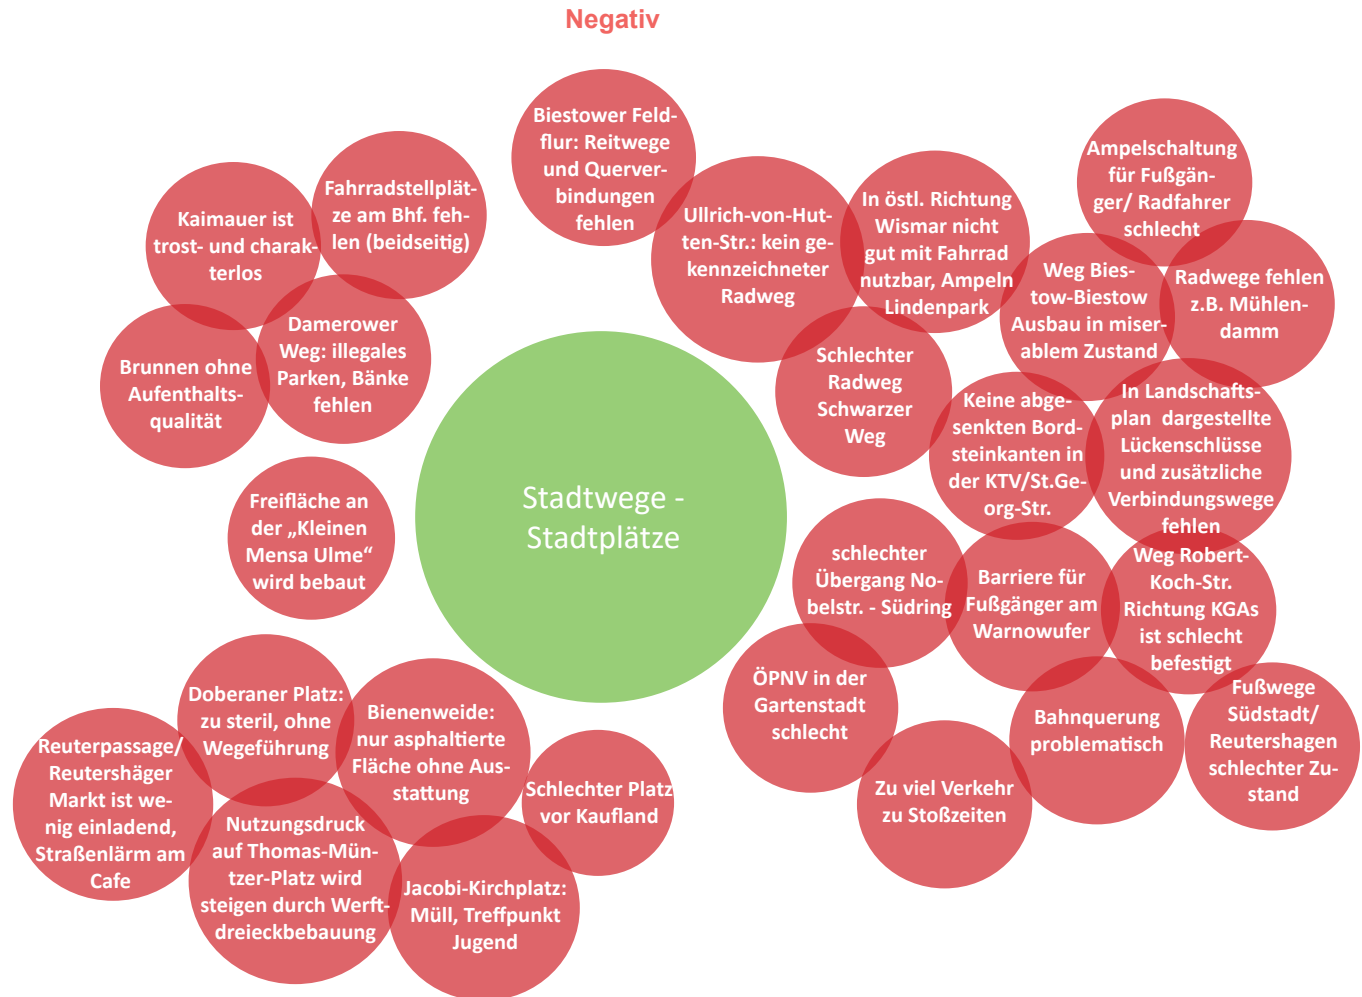 Negativ
Biestower Feld-
flur: Reitwege
und Querver-
bindungen
fehlen
Ampelschaltung
für Fußgän-
ger/ Radfahrer
schlecht
Fahrradstellplät-
ze am Bhf. feh-
len (beidseitig)
Kaimauer ist
trost- und charak-
terlos
Ullrich-von-Hut-
ten-Str.: kein ge-
kennzeichneter
Radweg
In östl. Richtung
Wismar nicht
gut mit Fahrrad
nutzbar, Ampeln
Lindenpark
Weg Bies-
tow-Biestow
Ausbau in miser-
ablem Zustand
Radwege fehlen
z.B. Mühlen-
damm
Damerower
Weg: illegales
Parken, Bänke
fehlen
Brunnen ohne
Aufenthalts-
qualität
Schlechter
Radweg
Schwarzer
Weg
Keine abge-
senkten Bord-
steinkanten in
der KTV/St.Ge-
org-Str.
In Landschafts-
plan dargestellte
Lückenschlüsse
und zusätzliche
Verbindungswege
fehlen
Freifläche an
der „Kleinen
Mensa Ulme“
wird bebaut
Stadtwege -
Stadtplätze
schlechter
Übergang No-
belstr. - Südring
Barriere für
Fußgänger am
Warnowufer
Weg Robert-
Koch-Str.
Richtung KGAs
ist schlecht
befestigt
ÖPNV in der
Gartenstadt
schlecht
Bahnquerung
problematisch
Fußwege
Südstadt/
Reutershagen
schlechter Zu-
stand
Zu viel Verkehr
zu Stoßzeiten
Doberaner Platz:
zu steril, ohne
Wegeführung
Bienenweide:
nur asphaltierte
Fläche ohne Aus-
stattung
Reuterpassage/
Reutershäger
Markt ist we-
nig einladend,
Straßenlärm am
Cafe
Schlechter Platz
vor Kaufland
Nutzungsdruck
auf Thomas-Mün-
tzer-Platz wird
steigen durch Werft-
dreieckbebauung
Jacobi-Kirchplatz:
Müll, Treffpunkt
Jugend